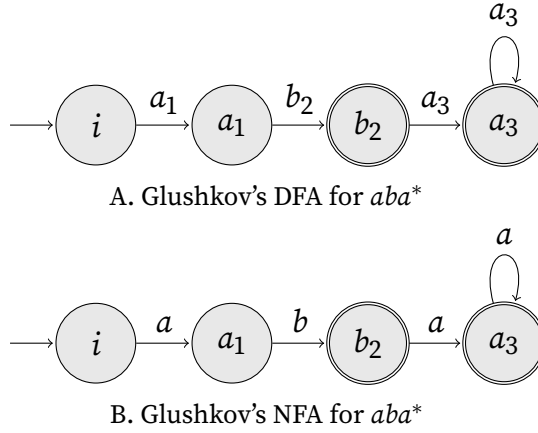 a₃
a₁ b₂ a₃
i a₁ b₂ a₃
A. Glushkov's DFA for aba*
a
a b a
i a₁ b₂ a₃
B. Glushkov's NFA for aba*